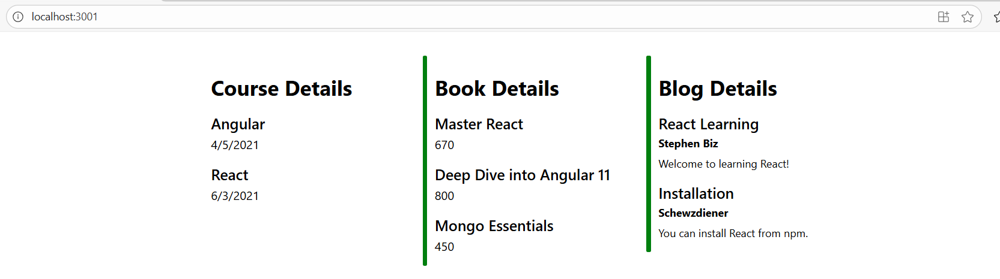 localhost:3001
Course Details
Angular
4/5/2021
React
6/3/2021
Book Details
Master React
670
Deep Dive into Angular 11
800
Mongo Essentials
450
Blog Details
React Learning
Stephen Biz
Welcome to learning React!
Installation
Schewzdiener
You can install React from npm.